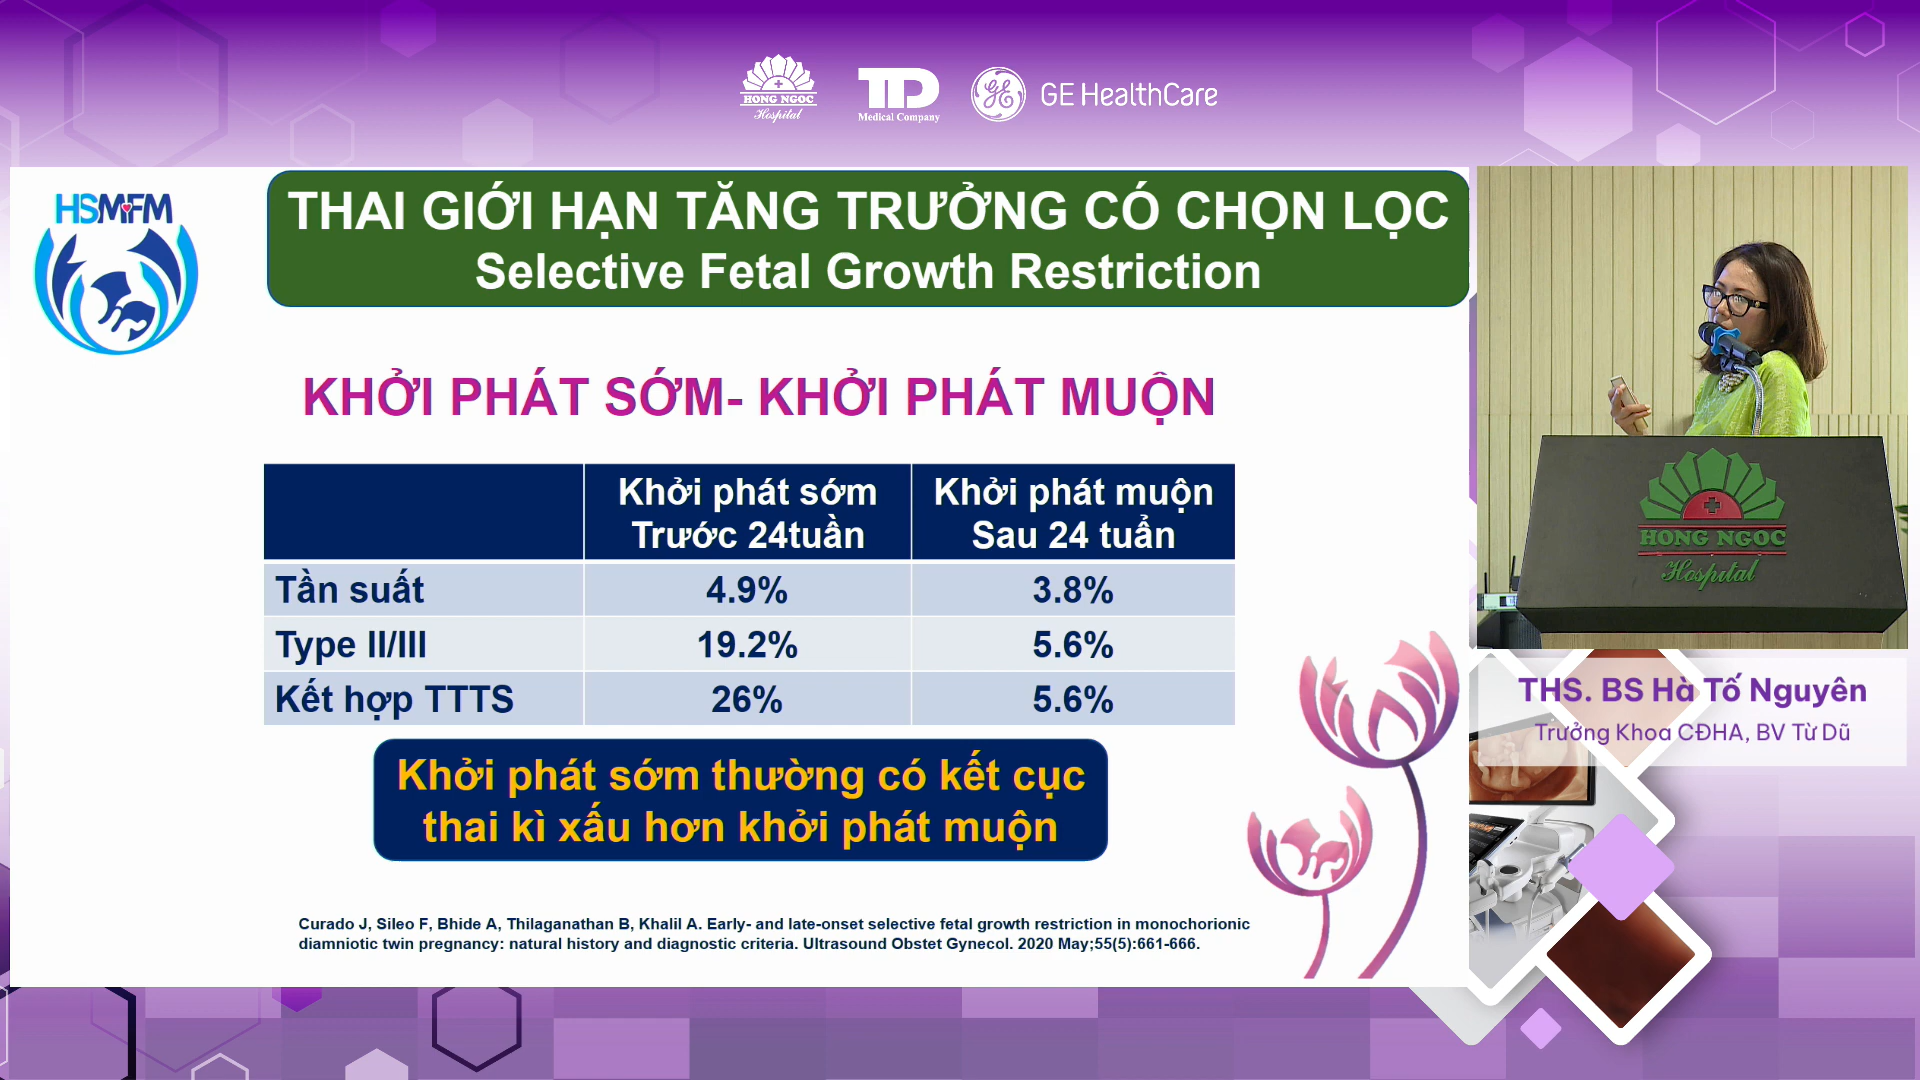 HONG NGOC
Hospital
TD
Medical Company
GE HealthCare
HSMFM
THAI GIỚI HẠN TĂNG TRƯỞNG CÓ CHỌN LỌC
Selective Fetal Growth Restriction
KHỞI PHÁT SỚM- KHỞI PHÁT MUỘN
Khởi phát sớm
Trước 24tuần
Khởi phát muộn
Sau 24 tuẩn
Tần suất 4.9% 3.8%
Type II/III 19.2% 5.6%
Kết hợp TTTS 26% 5.6%
Khởi phát sớm thường có kết cục
thai kì xấu hơn khởi phát muộn
Curado J, Sileo F, Bhide A, Thilaganathan B, Khalil A. Early- and late-onset selective fetal growth restriction in monochorionic
diamniotic twin pregnancy: natural history and diagnostic criteria. Ultrasound Obstet Gynecol. 2020 May;55(5):661-666.
HONG NGOC
Hospital
THS. BS Hà Tố Nguyên
Trưởng Khoa CĐHA, BV Từ Dũ